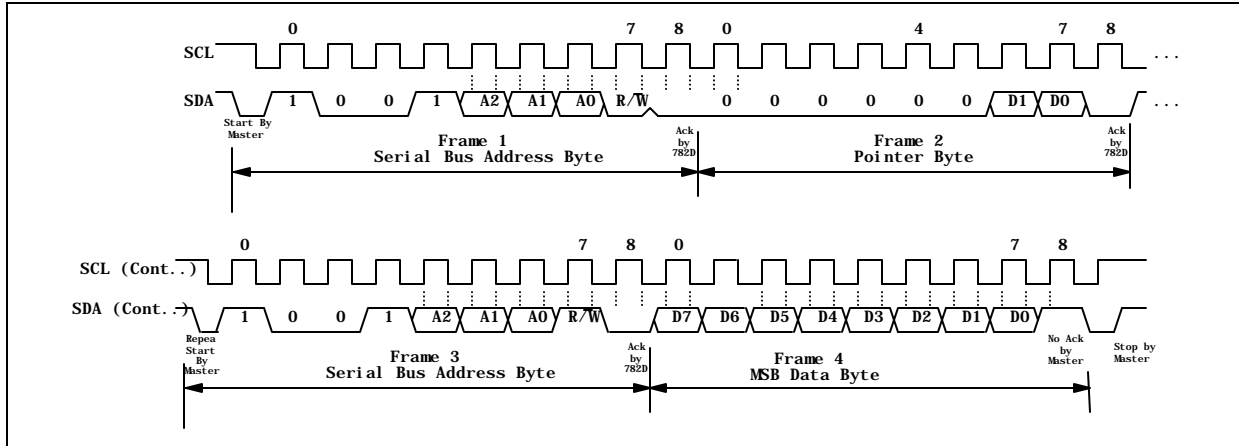 0 7 8 0 4 7 8
SCL ...
SDA 1 0 0 1 A2 A1 A0 R/W 0 0 0 0 0 0 D1 D0 ...
Start By
Master
Frame 1
Serial Bus Address Byte
Ack
by
782D
Frame 2
Pointer Byte
Ack
by
782D
0 7 8 0 7 8
SCL (Cont..)
SDA (Cont..) 1 0 0 1 A2 A1 A0 R/W D7 D6 D5 D4 D3 D2 D1 D0
Repea
Start
By
Master
Frame 3
Serial Bus Address Byte
Ack
by
782D
Frame 4
MSB Data Byte
No Ack
by
Master
Stop by
Master